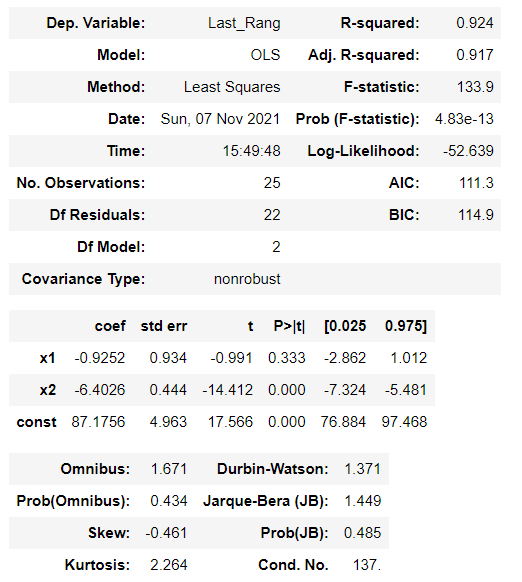 Dep. Variable: Last_Rang R-squared: 0.924
Model: OLS Adj. R-squared: 0.917
Method: Least Squares F-statistic: 133.9
Date: Sun, 07 Nov 2021 Prob (F-statistic): 4.83e-13
Time: 15:49:48 Log-Likelihood: -52.639
No. Observations: 25 AIC: 111.3
Df Residuals: 22 BIC: 114.9
Df Model: 2
Covariance Type: nonrobust
coef std err t P>|t| [0.025 0.975]
x1 -0.9252 0.934 -0.991 0.333 -2.862 1.012
x2 -6.4026 0.444 -14.412 0.000 -7.324 -5.481
const 87.1756 4.963 17.566 0.000 76.884 97.468
Omnibus: 1.671 Durbin-Watson: 1.371
Prob(Omnibus): 0.434 Jarque-Bera (JB): 1.449
Skew: -0.461 Prob(JB): 0.485
Kurtosis: 2.264 Cond. No. 137.